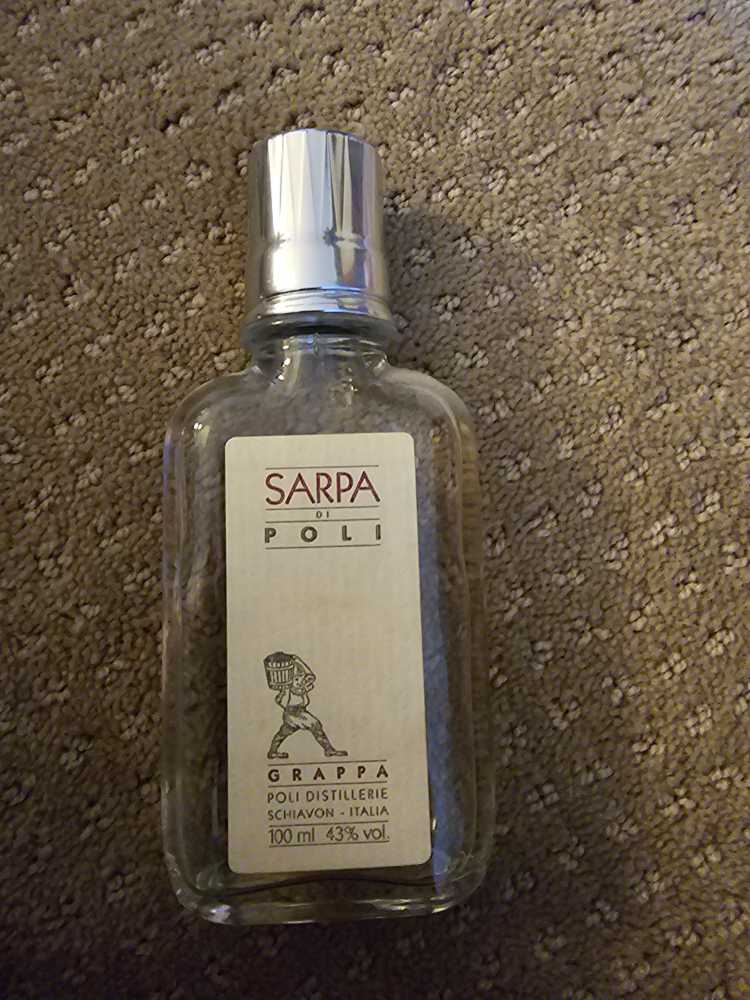 SARPA
DI
POLI
GRAPPA
POLI DISTILLERIE
SCHIAVON - ITALIA
100 ml 43% vol.